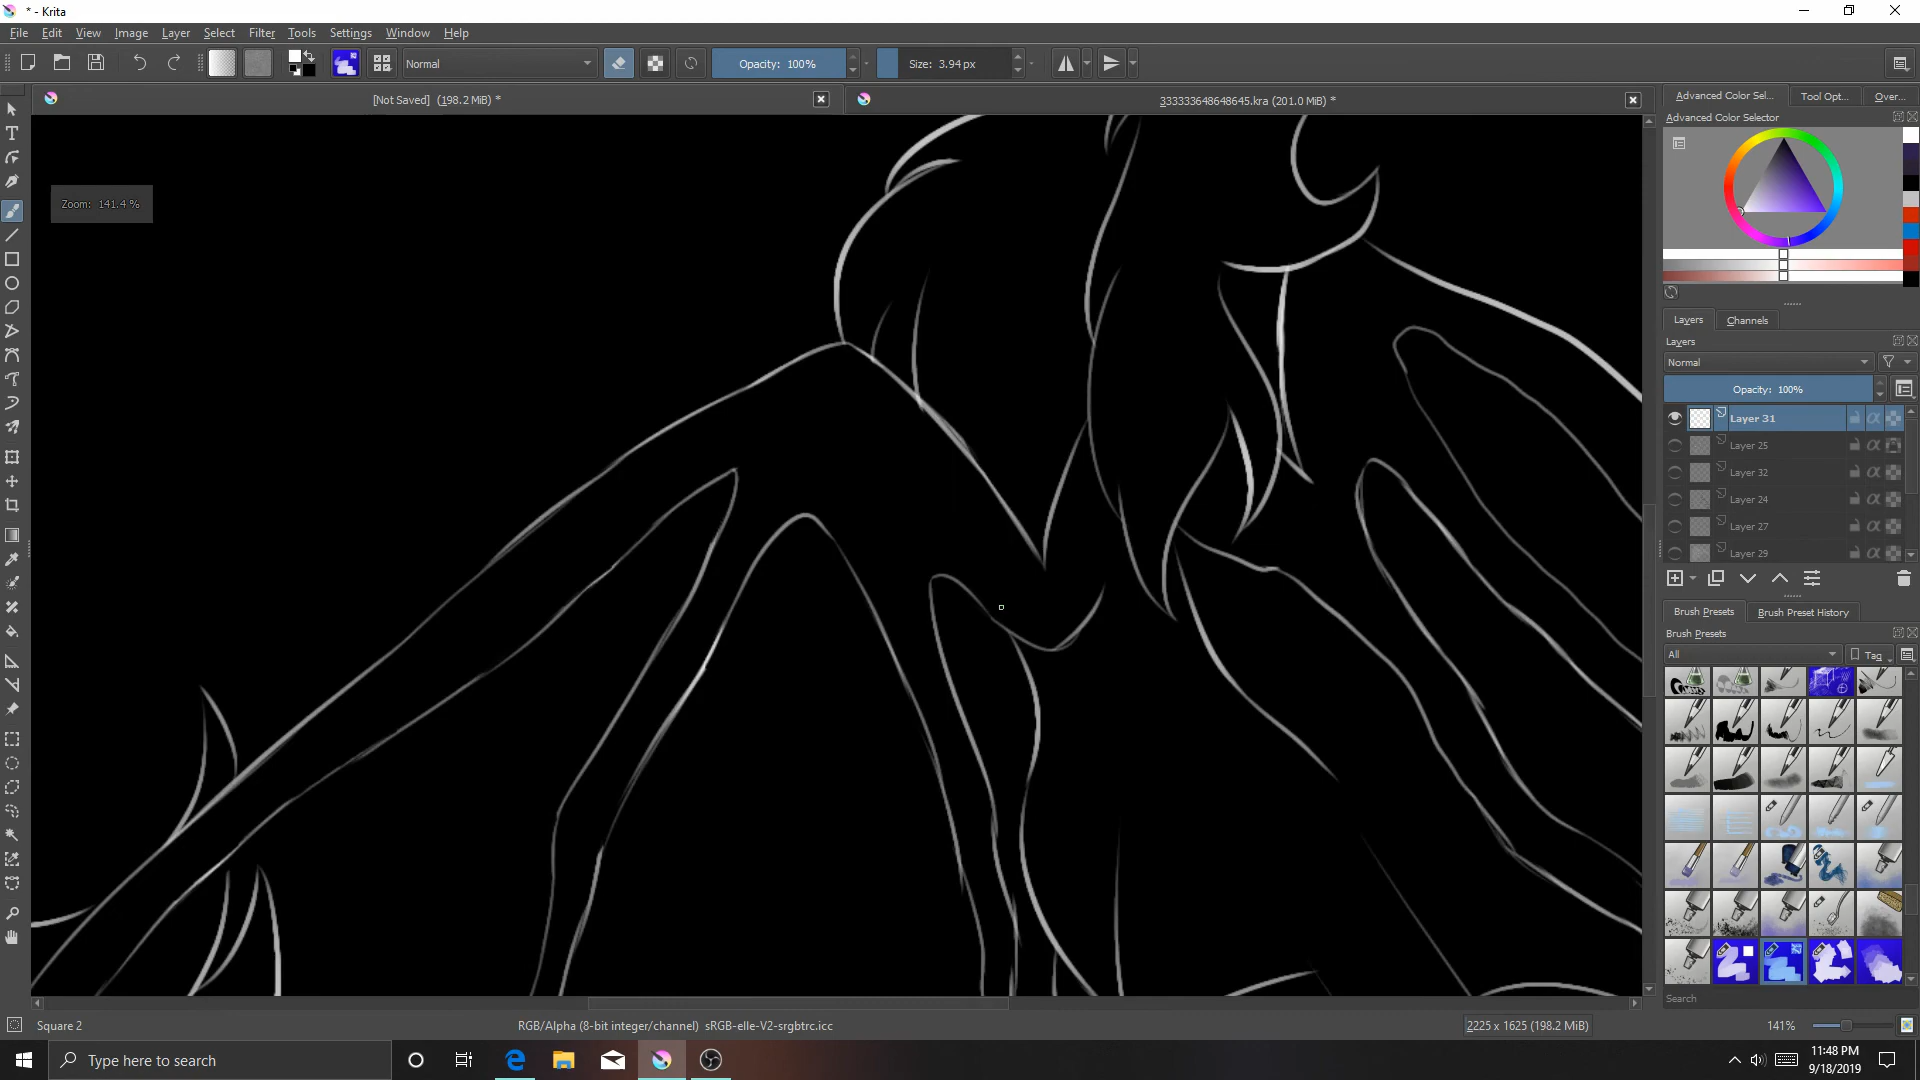 * - Krita
File Edit View Image Layer Select Filter Tools Settings Window Help
Normal
Opacity: 100%
Size: 3.94 px
[Not Saved] (198.2 MiB) *
333333648648645.kra (201.0 MiB) *
Advanced Color Sel... Tool Opt... Over...
Advanced Color Selector
Zoom: 141.4 %
Layers Channels
Layers
Normal
Opacity: 100%
Layer 31
Layer 25
Layer 32
Layer 24
Layer 27
Layer 29
Brush Presets Brush Preset History
Brush Presets
All Tag
Search
Square 2
RGB/Alpha (8-bit integer/channel) sRGB-elle-V2-srgbtrc.icc
2225 x 1625 (198.2 MiB)
141%
Type here to search
11:48 PM
9/18/2019